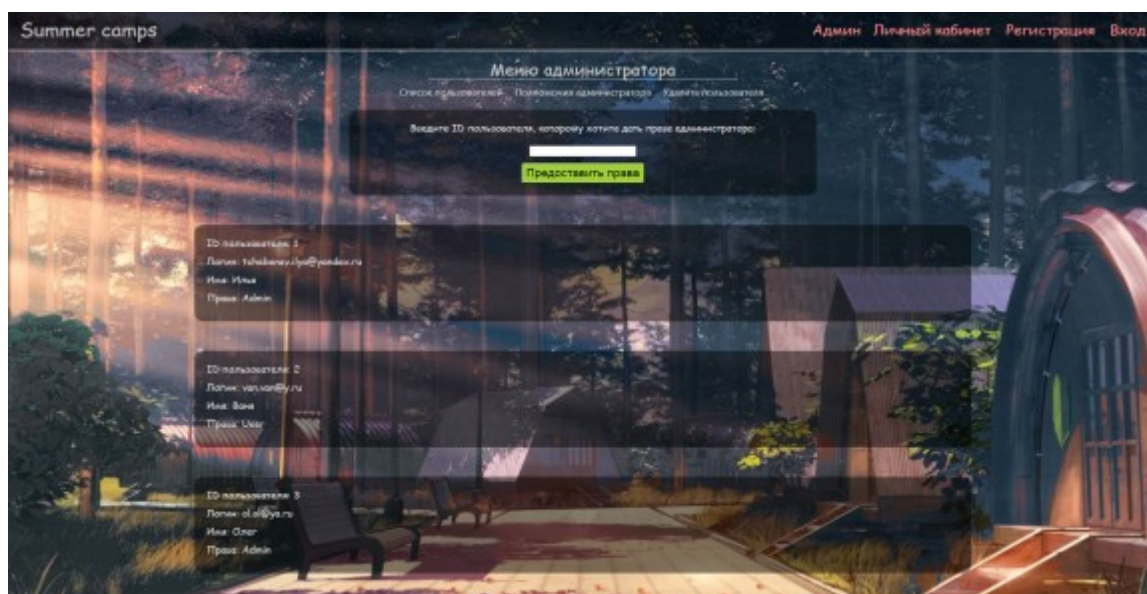 Summer camps
Админ Личный кабинет Регистрация Вход
Меню администратора
Список пользователей Полномочия администратора Удалить пользователя
Введите ID пользователя, которому хотите дать права администратора:
Предоставить права
ID пользователя: 1
Логин: tchabarov.ilya@yandex.ru
Имя: Илья
Права: Admin
ID пользователя: 2
Логин: van.van@y.ru
Имя: Ваня
Права: User
ID пользователя: 3
Логин: ol.ol@ya.ru
Имя: Олег
Права: Admin